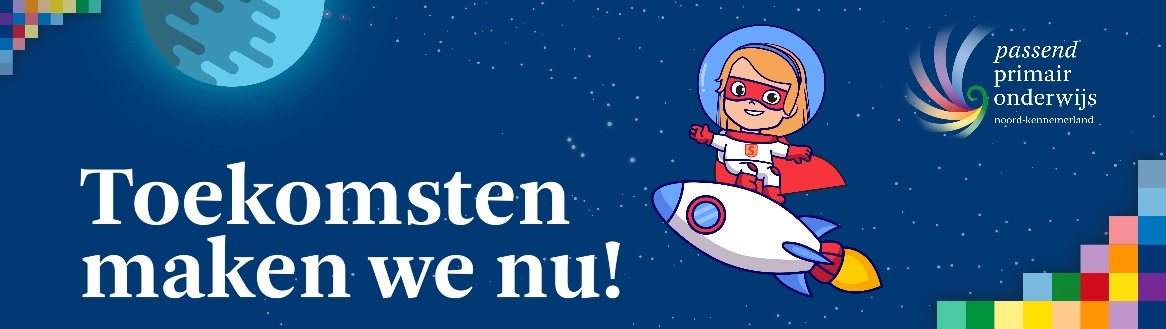 Toekomsten
maken we nu!
passend
primair
onderwijs
noord-kennemerland
S